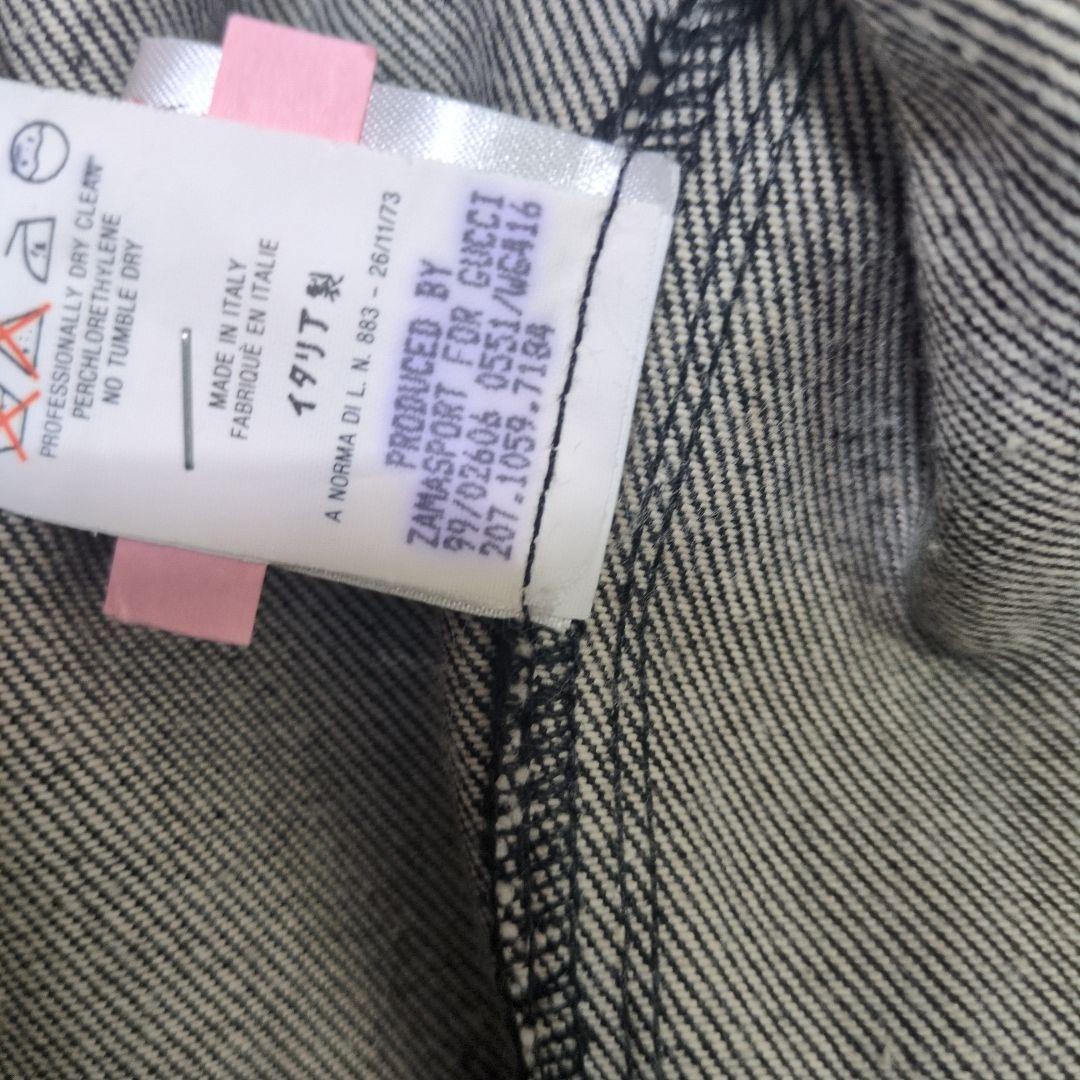 PROFESSIONALLY DRY CLEAN
PERCHLORETHYLENE
NO TUMBLE DRY
MADE IN ITALY
FABRIQUÈ EN ITALIE
イタリア製
A NORMA DI L. N. 883 - 26/11/73
PRODUCED BY
ZAMASPORT FOR GUCCI
99/02606 0551/WG416
207.1059.7184